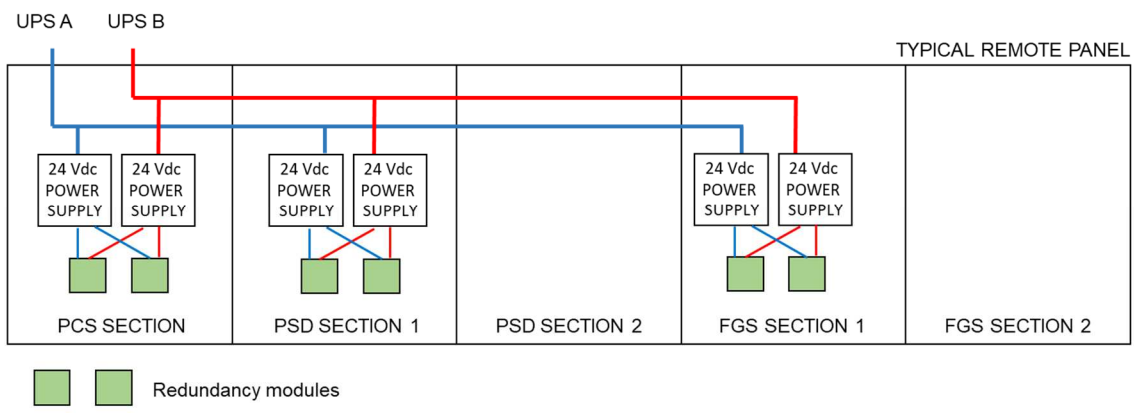 UPS A UPS B
TYPICAL REMOTE PANEL
24 Vdc
POWER
SUPPLY
24 Vdc
POWER
SUPPLY
24 Vdc
POWER
SUPPLY
24 Vdc
POWER
SUPPLY
24 Vdc
POWER
SUPPLY
24 Vdc
POWER
SUPPLY
PCS SECTION
PSD SECTION 1
PSD SECTION 2
FGS SECTION 1
FGS SECTION 2
Redundancy modules